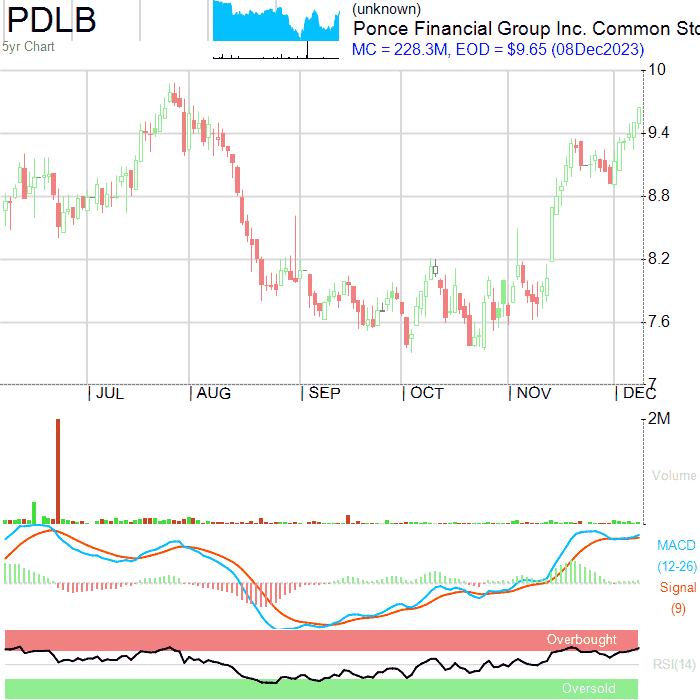 PDLB
5yr Chart
(unknown)
Ponce Financial Group Inc. Common Sto
MC = 228.3M, EOD = $9.65 (08Dec2023)
10
9.4
8.8
8.2
7.6
7
JUL AUG SEP OCT NOV DEC
2M
Volume
MACD
(12-26)
Signal
(9)
Overbought
RSI(14)
Oversold